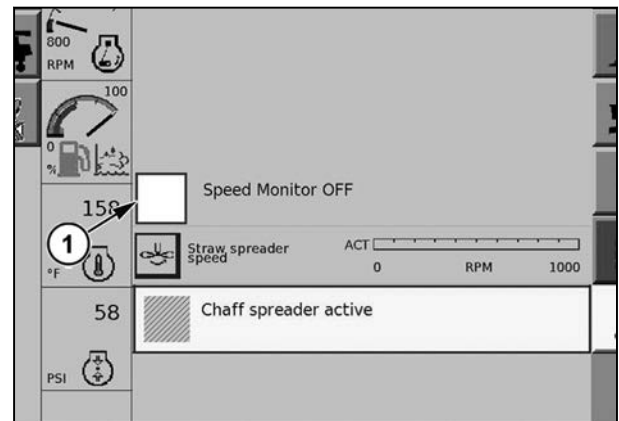 800
RPM
100
0
%
158
°F
58
PSI
1
Speed Monitor OFF
Straw spreader
speed
ACT
0 RPM 1000
Chaff spreader active